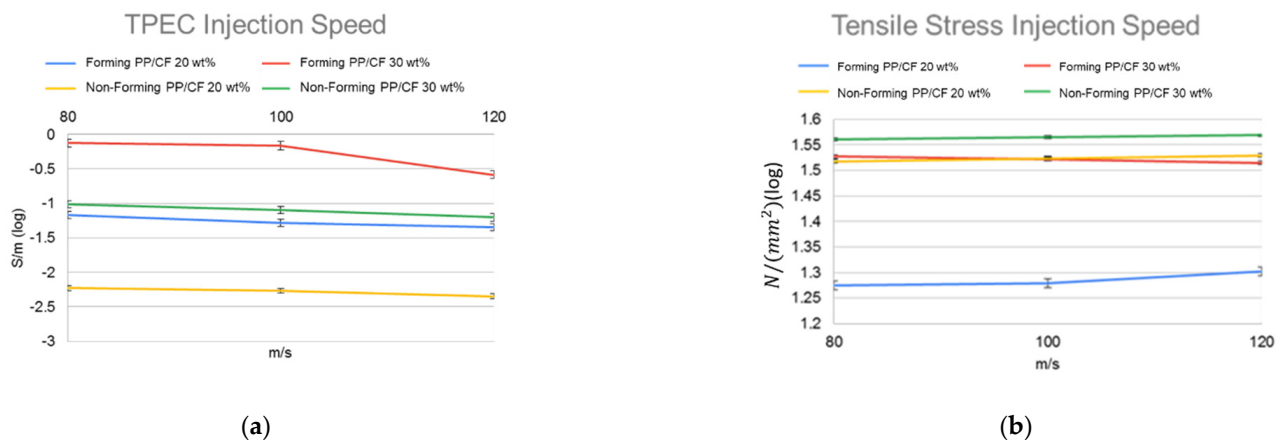 TPEC Injection Speed
Forming PP/CF 20 wt%
Forming PP/CF 30 wt%
Non-Forming PP/CF 20 wt%
Non-Forming PP/CF 30 wt%
80
100
120
0
-0.5
-1
-1.5
-2
-2.5
-3
S/m (log)
m/s
(a)
Tensile Stress Injection Speed
Forming PP/CF 20 wt%
Forming PP/CF 30 wt%
Non-Forming PP/CF 20 wt%
Non-Forming PP/CF 30 wt%
1.6
1.55
1.5
1.45
1.4
1.35
1.3
1.25
1.2
N/(mm²)(log)
80
100
120
m/s
(b)